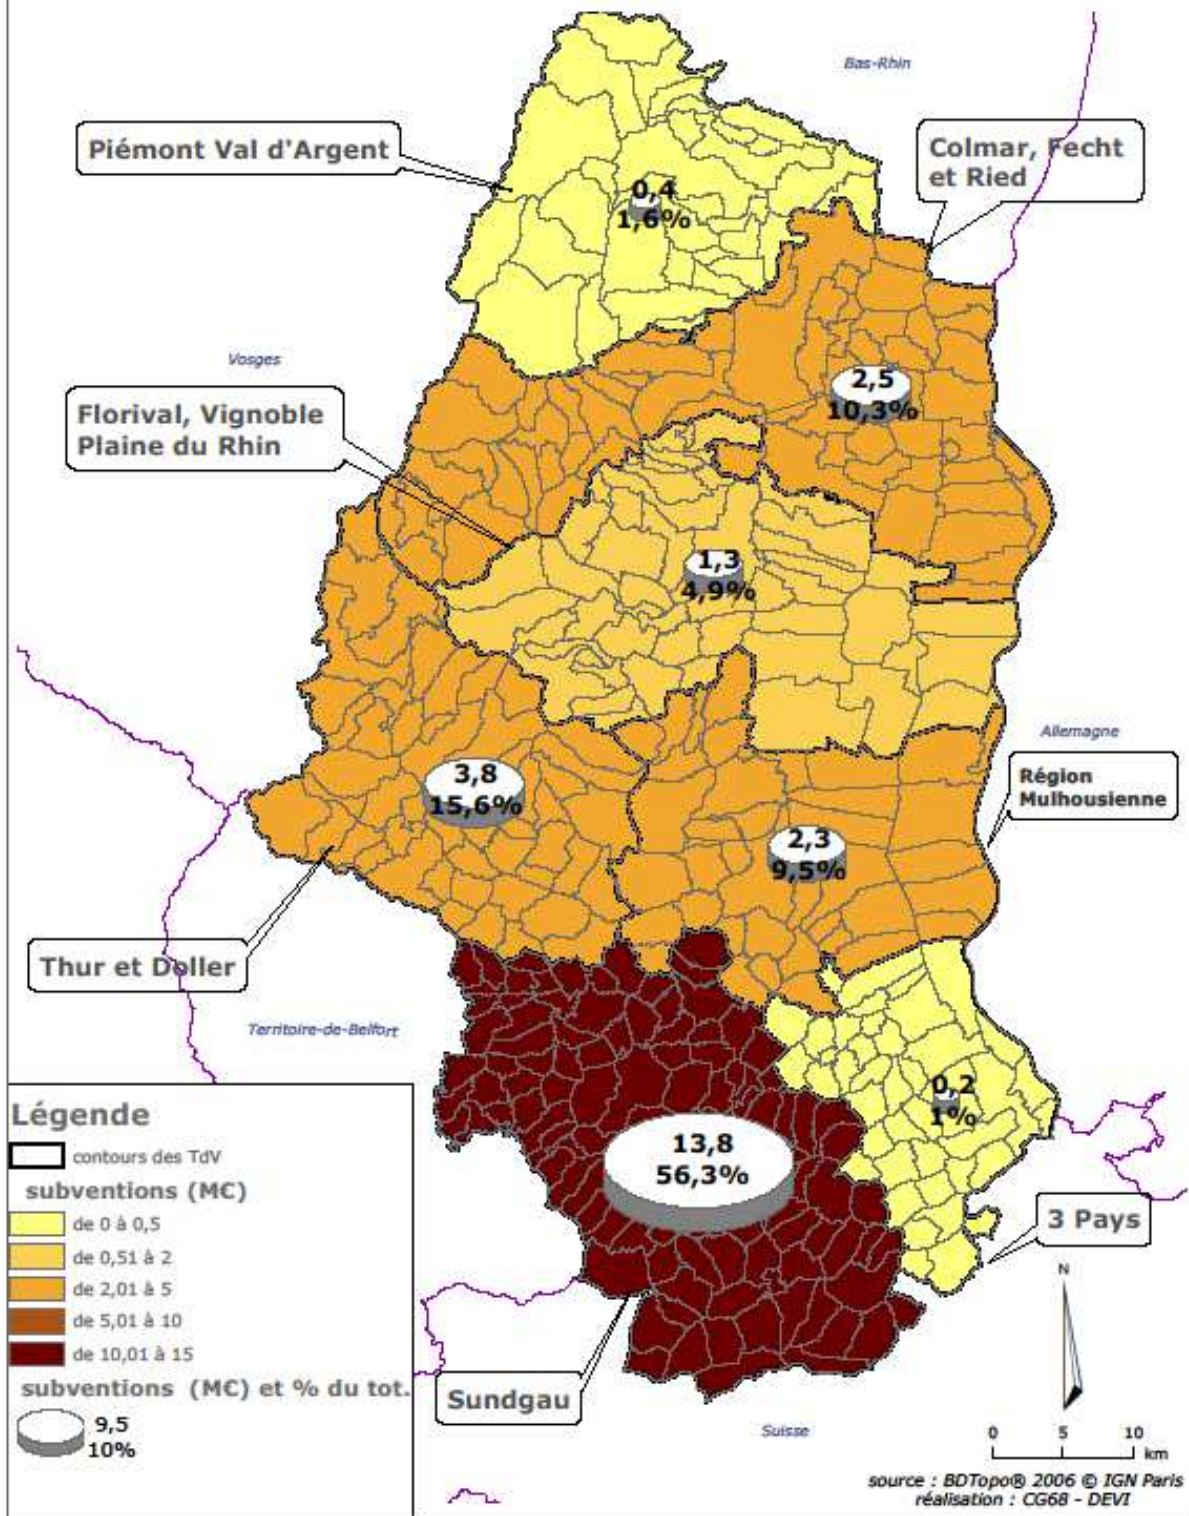 Bas-Rhin
Piémont Val d'Argent
Colmar, Fecht
et Ried
0,4
1,6%
Vosges
2,5
10,3%
Florival, Vignoble
Plaine du Rhin
1,3
4,9%
Allemagne
Région
Mulhousienne
3,8
15,6%
2,3
9,5%
Thur et Doller
Territoire-de-Belfort
0,2
1%
13,8
56,3%
3 Pays
Sundgau
Suisse
Légende
contours des TdV
subventions (M€)
de 0 à 0,5
de 0,51 à 2
de 2,01 à 5
de 5,01 à 10
de 10,01 à 15
subventions (M€) et % du tot.
9,5
10%
N
0 5 10
km
source : BDTopo® 2006 © IGN Paris
réalisation : CG68 - DEVI